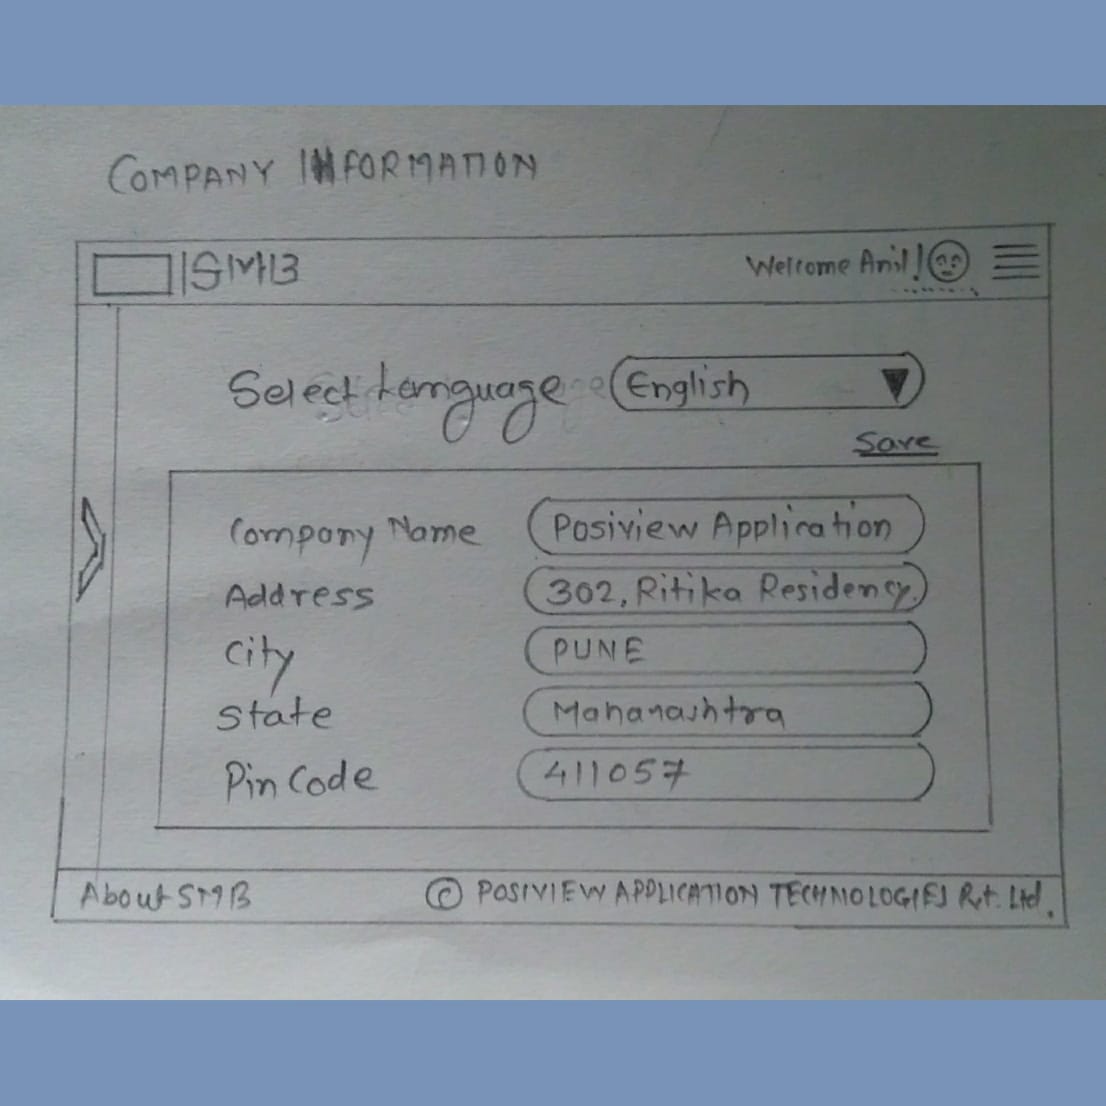 COMPANY INFORMATION
SMB Welcome Anil!
Select Language English
Save
Company Name Posiview Application
Address 302, Ritika Residency.
City PUNE
State Maharashtra
Pin Code 411057
About SMB © POSIVIEW APPLICATION TECHNOLOGIES Pvt. Ltd.